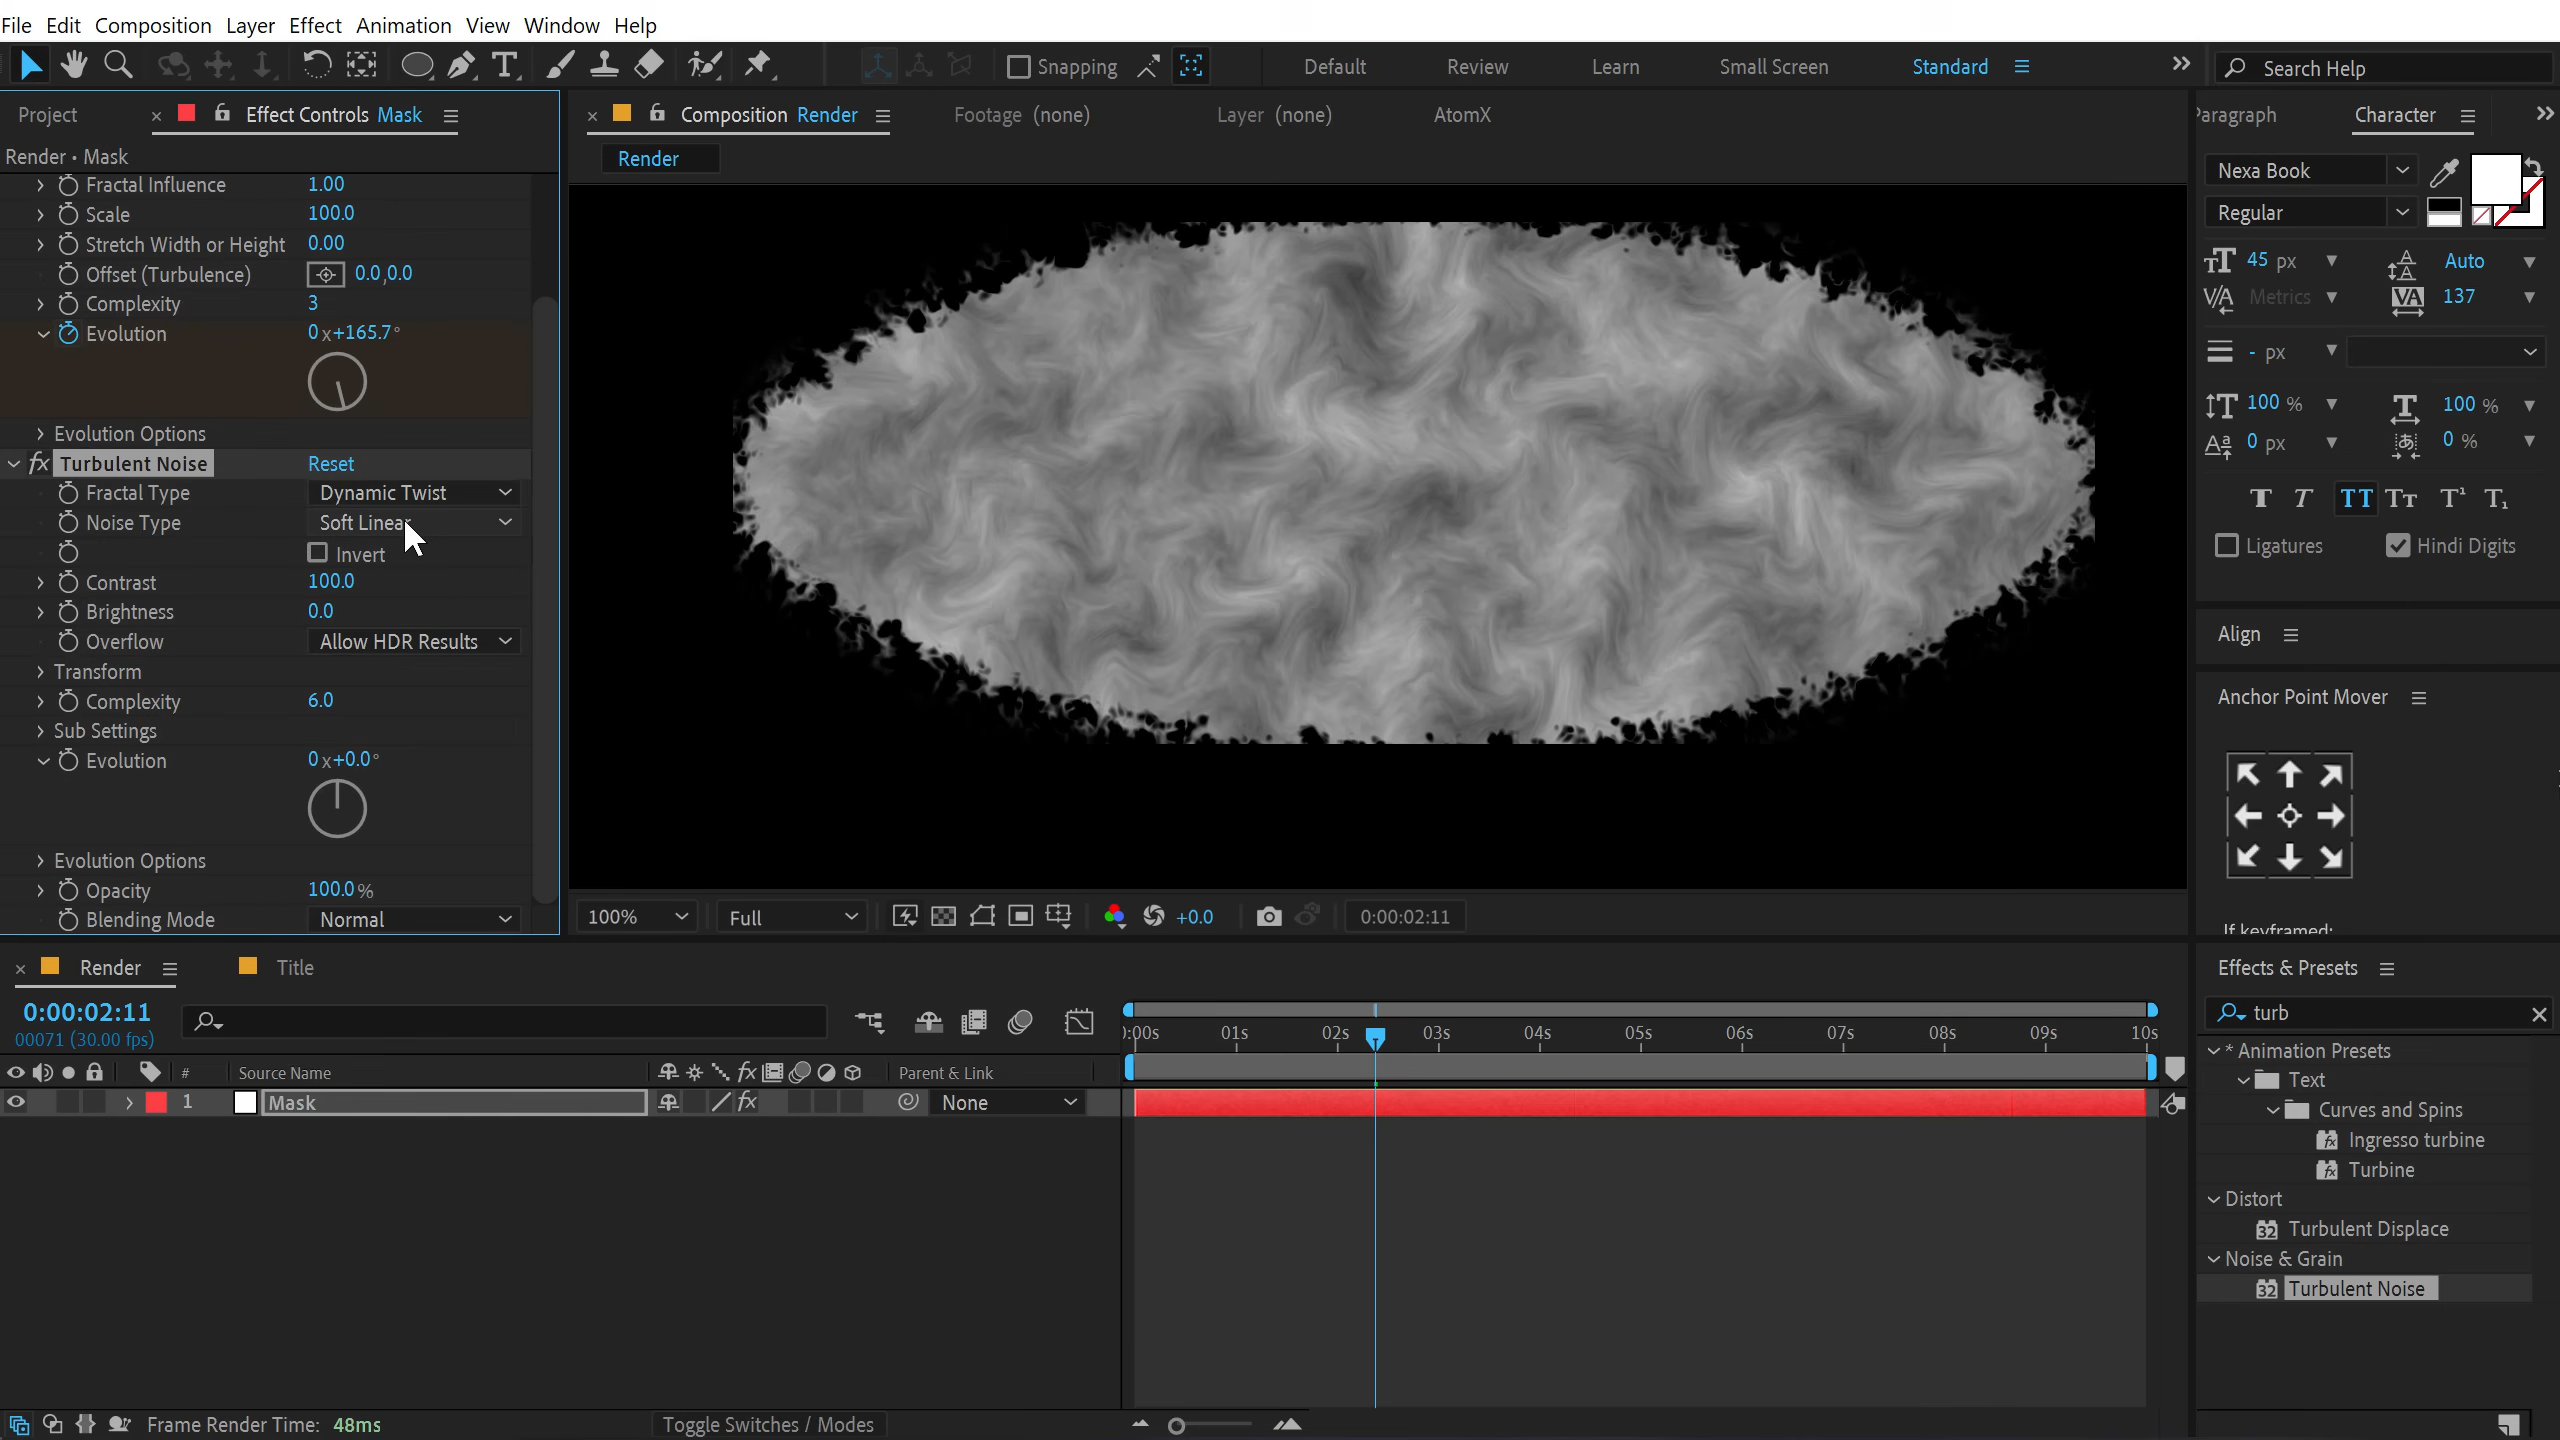 File Edit Composition Layer Effect Animation View Window Help
Snapping Default Review Learn Small Screen Standard Search Help
Project Effect Controls Mask
Composition Render Footage (none) Layer (none) AtomX
Paragraph Character
Render • Mask
Render
Fractal Influence 1.00
Scale 100.0
Stretch Width or Height 0.00
Offset (Turbulence) 0.0,0.0
Complexity 3
Evolution 0x+165.7°
Evolution Options
fx Turbulent Noise Reset
Fractal Type Dynamic Twist
Noise Type Soft Linear
Invert
Contrast 100.0
Brightness 0.0
Overflow Allow HDR Results
Transform
Complexity 6.0
Sub Settings
Evolution 0x+0.0°
Evolution Options
Opacity 100.0%
Blending Mode Normal
100% Full +0.0 0:00:02:11
Nexa Book
Regular
45 px Auto
Metrics 137
- px
100 % 100 %
0 px 0 %
Ligatures Hindi Digits
Align
Anchor Point Mover
If keyframed:
Render Title
0:00:02:11
00071 (30.00 fps)
:00s 01s 02s 03s 04s 05s 06s 07s 08s 09s 10s
# Source Name fx Parent & Link
1 Mask fx None
Frame Render Time: 48ms Toggle Switches / Modes
Effects & Presets
turb
* Animation Presets
Text
Curves and Spins
Ingresso turbine
Turbine
Distort
32 Turbulent Displace
Noise & Grain
32 Turbulent Noise